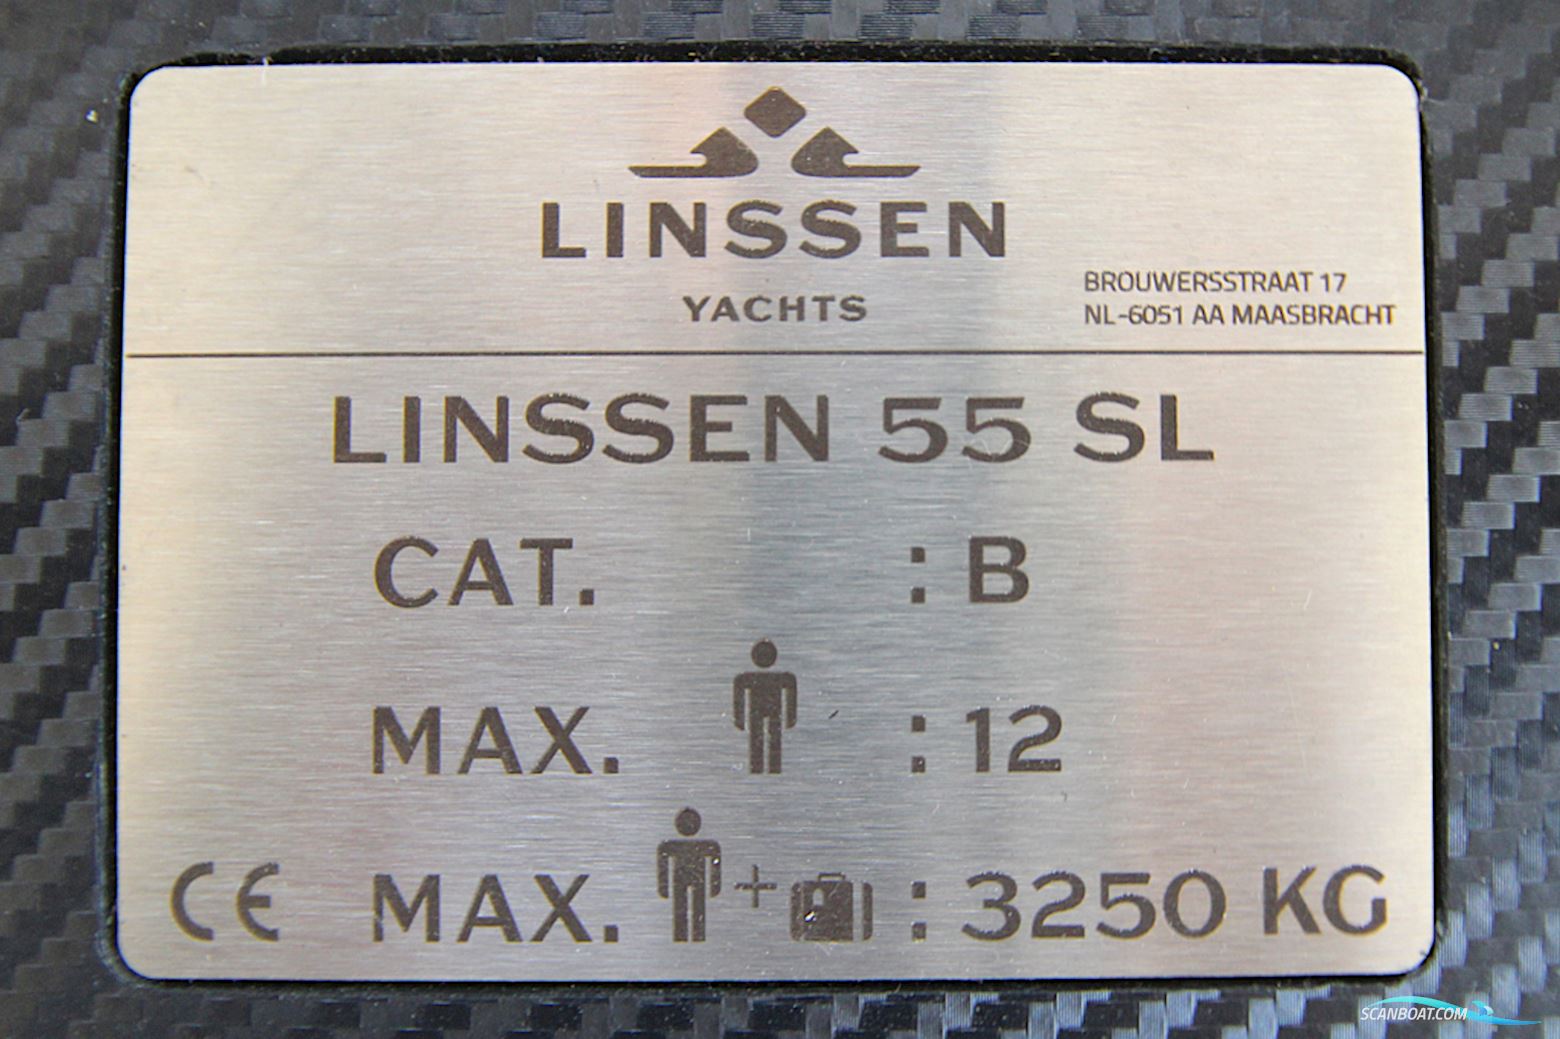 LINSSEN
YACHTS
BROUWERSSTRAAT 17
NL-6051 AA MAASBRACHT
LINSSEN 55 SL
CAT. : B
MAX. : 12
CE MAX. + : 3250 KG
SCANBOAT.COM